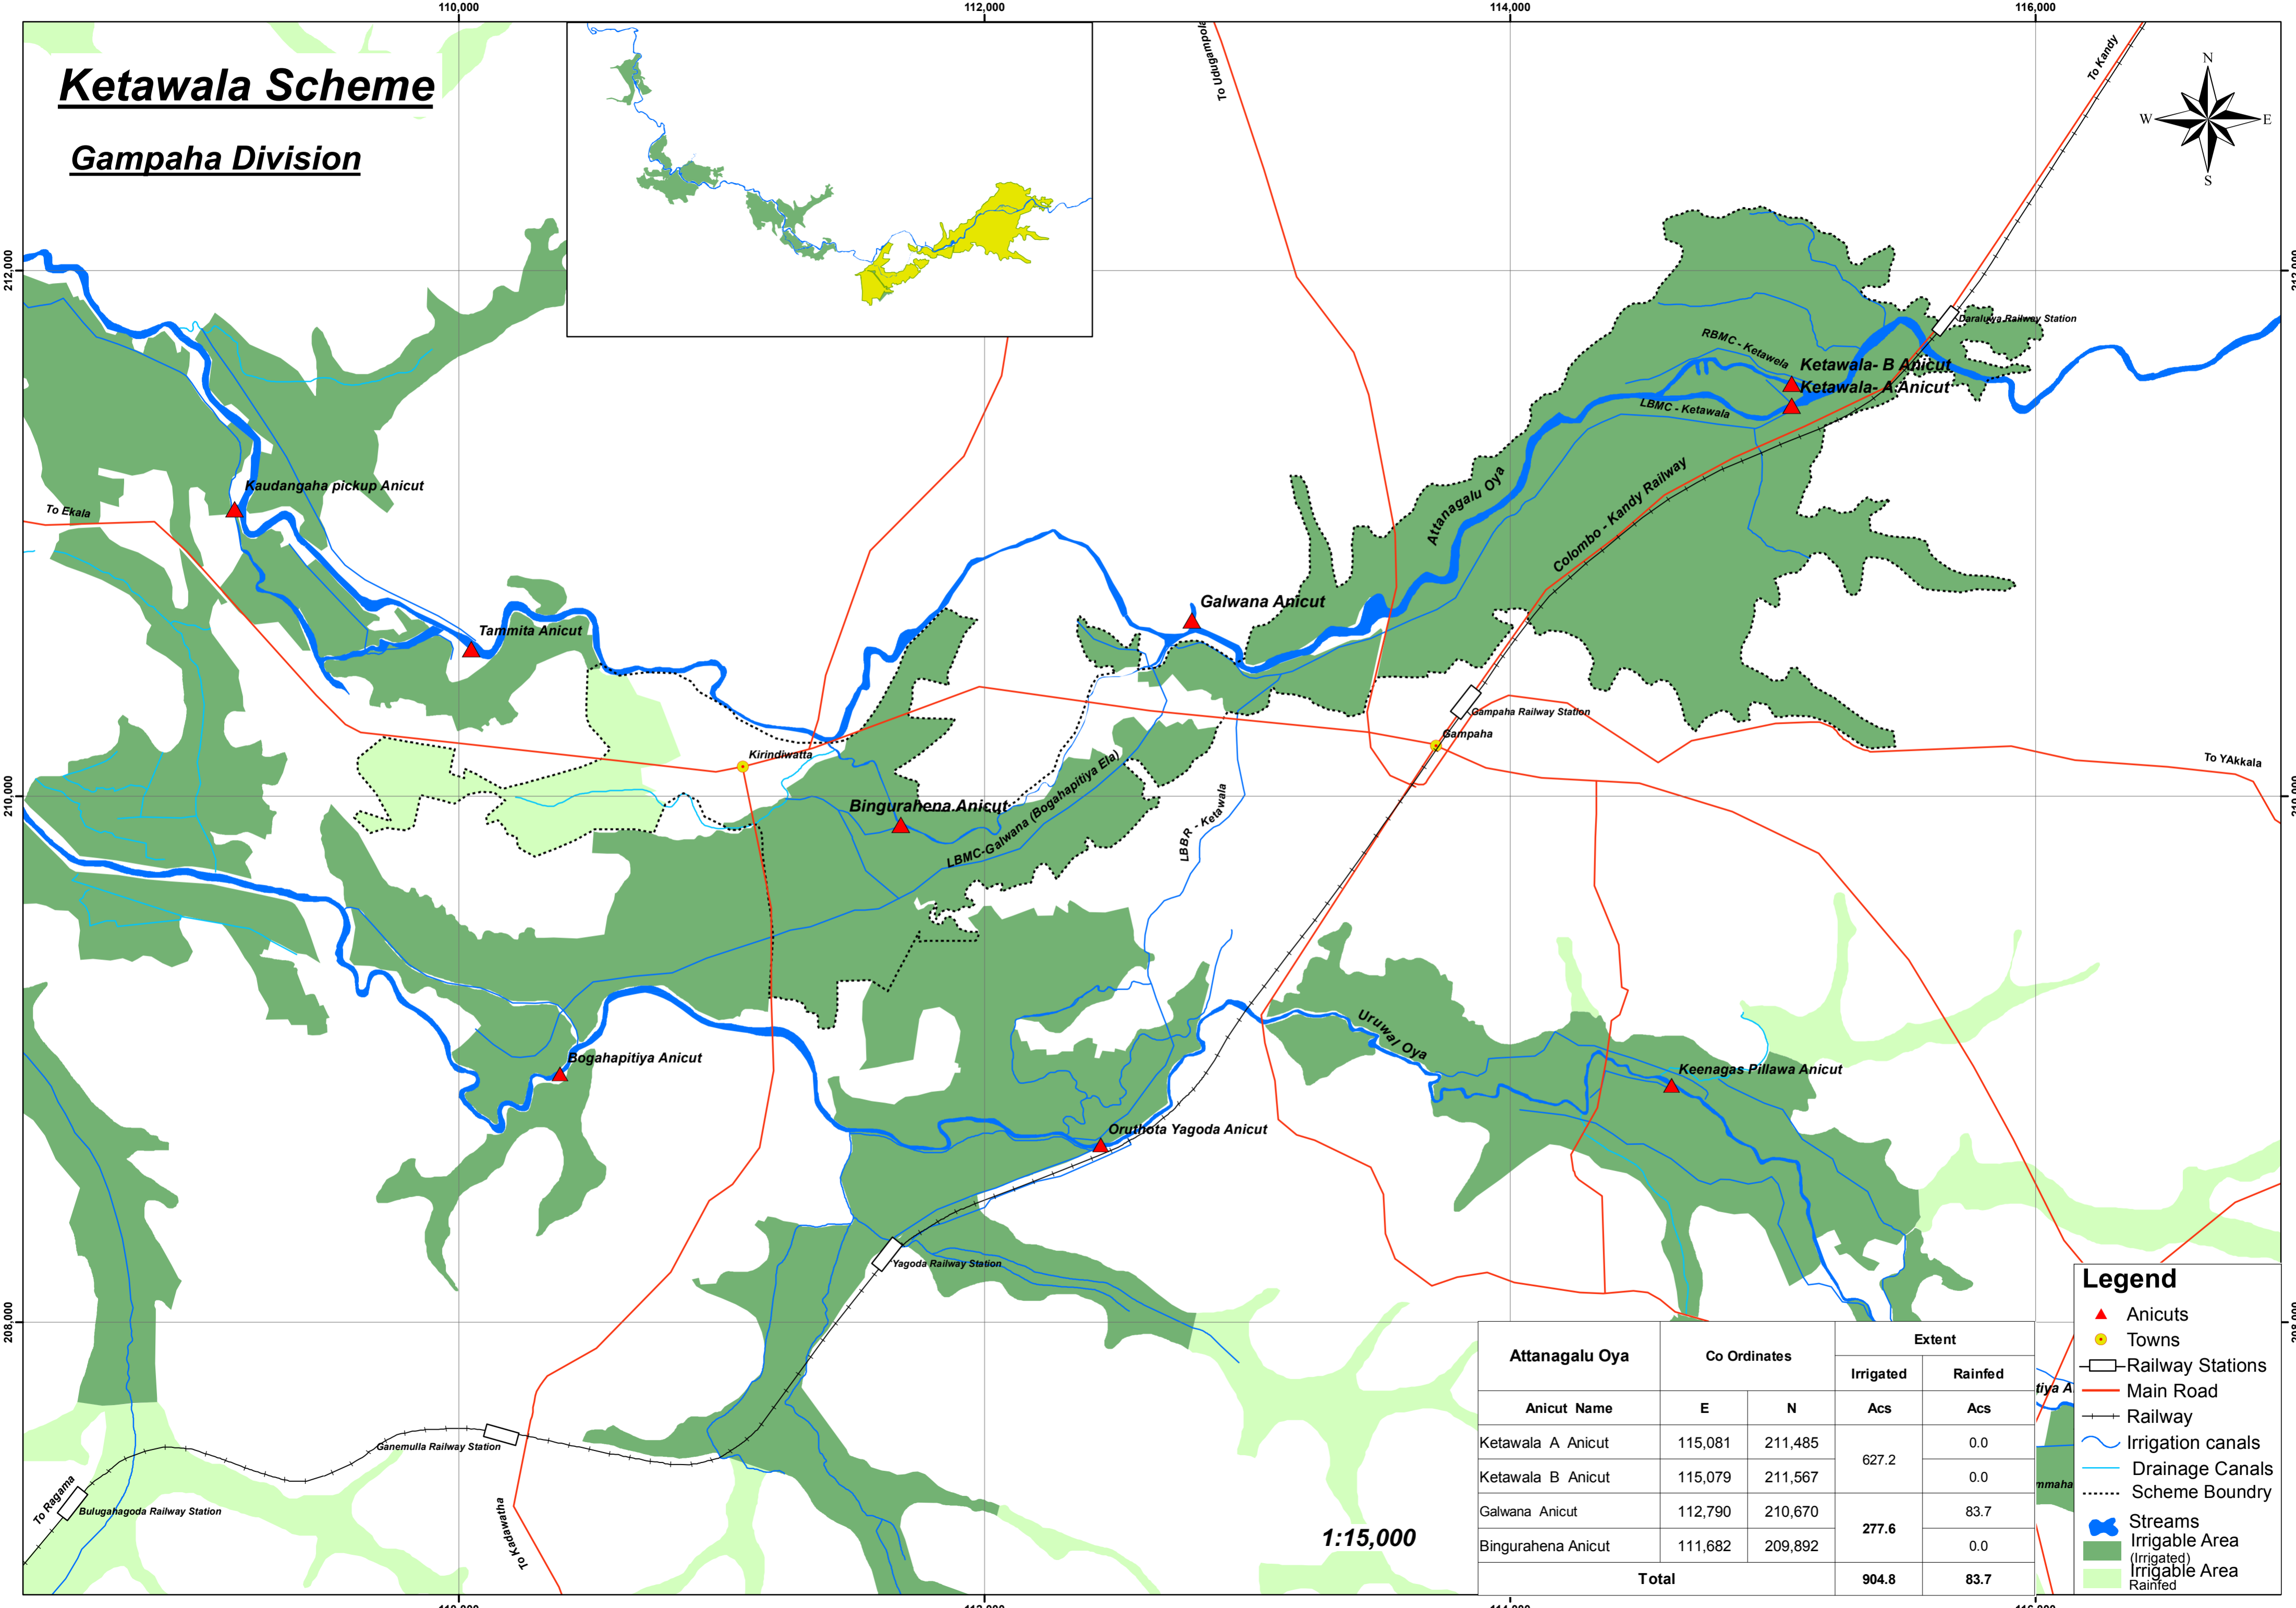 110,000 112,000 114,000 116,000
Ketawala Scheme
Gampaha Division
To Udugampola
To Kandy
N
W E
S
212,000
Daraluwa Railway Station
RBMC - Ketawela
Ketawala- B Anicut
Ketawala- A Anicut
LBMC - Ketawala
Attanagalu Oya
Colombo - Kandy Railway
Kaudangaha pickup Anicut
To Ekala
Galwana Anicut
Tammita Anicut
Gampaha Railway Station
Gampaha
Kirindiwatta
To YAkkala
210,000
Bingurahena Anicut
LBMC-Galwana (Bogahapitiya Ela)
LBBR - Ketawala
Uruwal Oya
Bogahapitiya Anicut
Keenagas Pillawa Anicut
Oruthota Yagoda Anicut
Yagoda Railway Station
208,000
Ganemulla Railway Station
To Ragama
Bulugahagoda Railway Station
To Kadawatha
1:15,000
Attanagalu Oya Co Ordinates Extent
Irrigated Rainfed
Anicut Name E N Acs Acs
Ketawala A Anicut 115,081 211,485 627.2 0.0
Ketawala B Anicut 115,079 211,567 0.0
Galwana Anicut 112,790 210,670 277.6 83.7
Bingurahena Anicut 111,682 209,892 0.0
Total 904.8 83.7
tiya A
mmaha
Legend
Anicuts
Towns
Railway Stations
Main Road
Railway
Irrigation canals
Drainage Canals
Scheme Boundry
Streams
Irrigable Area
(Irrigated)
Irrigable Area
Rainfed